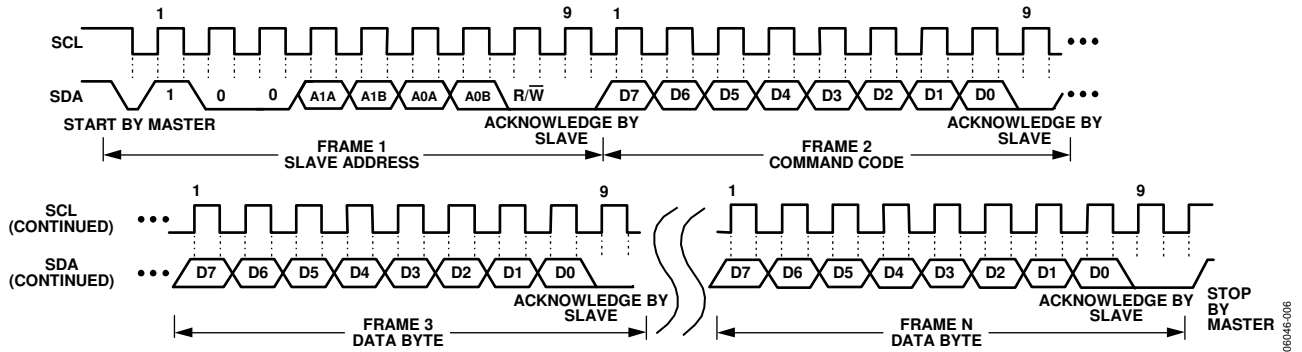 1 9 1 9
SCL
SDA 1 0 0 A1A A1B A0A A0B R/W̅ D7 D6 D5 D4 D3 D2 D1 D0
START BY MASTER
ACKNOWLEDGE BY
SLAVE
ACKNOWLEDGE BY
SLAVE
FRAME 1
SLAVE ADDRESS
FRAME 2
COMMAND CODE
1 9 1 9
SCL
(CONTINUED)
SDA
(CONTINUED)
D7 D6 D5 D4 D3 D2 D1 D0 D7 D6 D5 D4 D3 D2 D1 D0
ACKNOWLEDGE BY
SLAVE
ACKNOWLEDGE BY
SLAVE
STOP
BY
MASTER
FRAME 3
DATA BYTE
FRAME N
DATA BYTE
06046-006